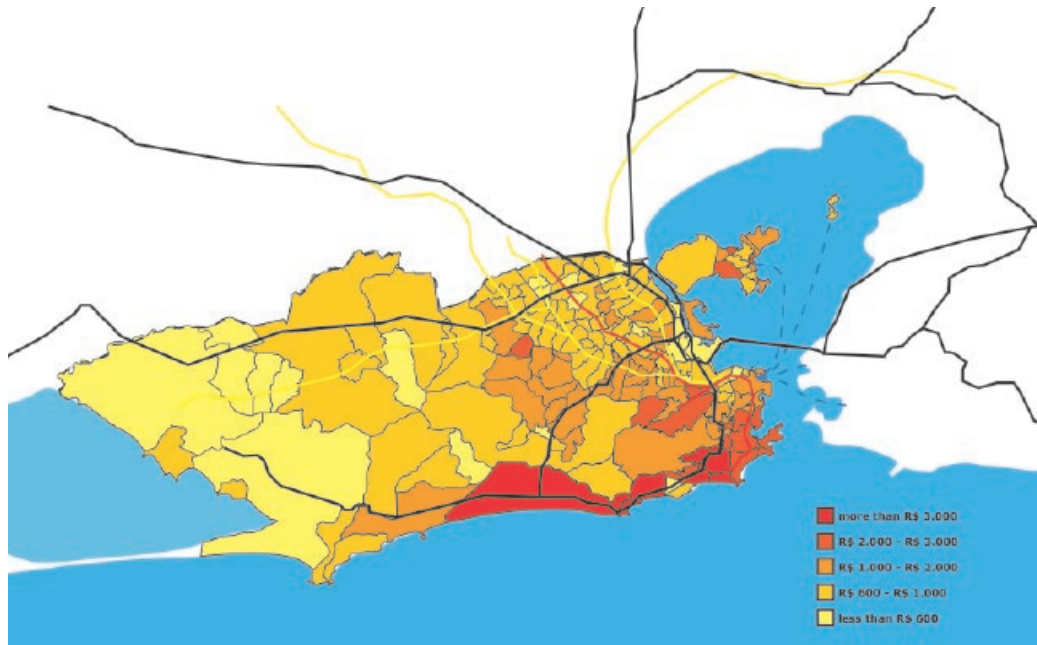 more than R$ 3.000
R$ 2.000 - R$ 3.000
R$ 1.000 - R$ 2.000
R$ 600 - R$ 1.000
less than R$ 600